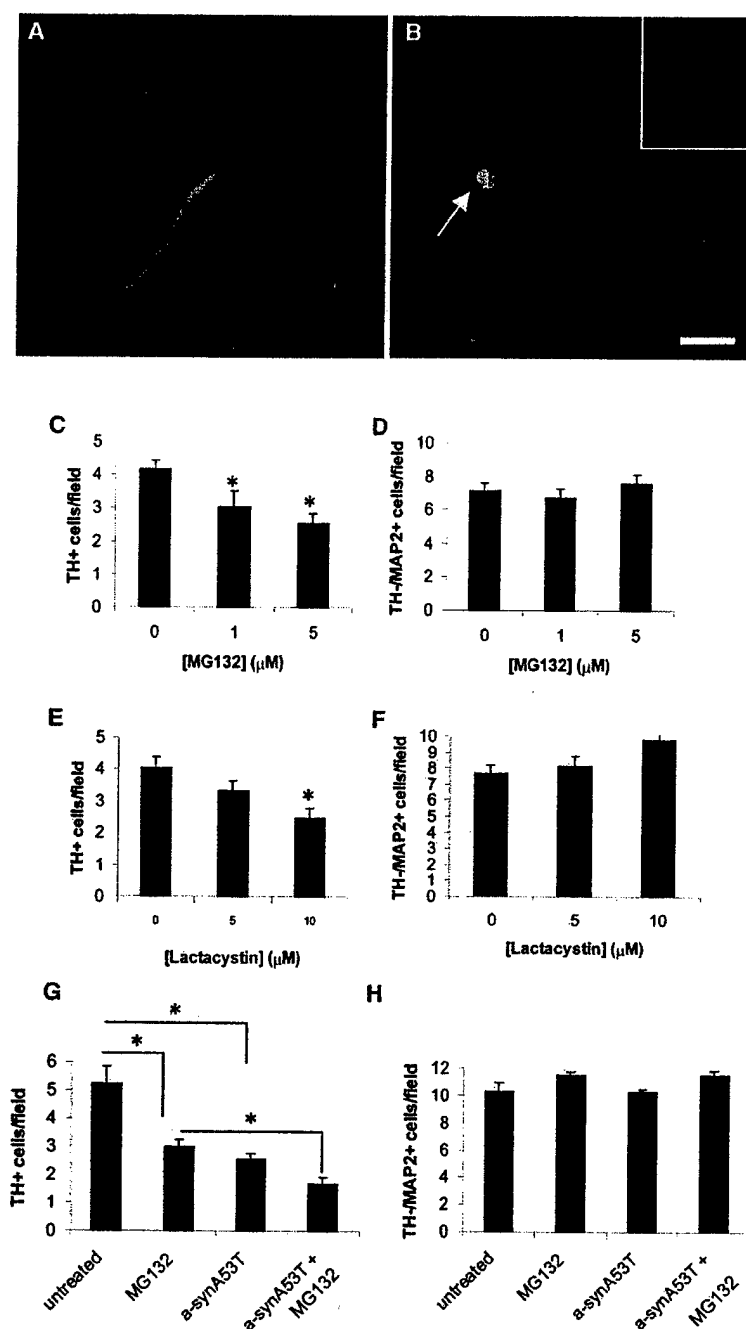 A
B
C
5
4
3
2
1
0
TH+ cells/field
*
*
0 1 5
[MG132] (μM)
D
10
8
6
4
2
0
TH-/MAP2+ cells/field
0 1 5
[MG132] (μM)
E
5
4
3
2
1
0
TH+ cells/field
*
0 5 10
[Lactacystin] (μM)
F
10
9
8
7
6
5
4
3
2
1
0
TH-/MAP2+ cells/field
0 5 10
[Lactacystin] (μM)
G
6
5
4
3
2
1
0
TH+ cells/field
*
*
*
untreated
MG132
a-synA53T
a-synA53T +
MG132
H
12
10
8
6
4
2
0
TH-/MAP2+ cells/field
untreated
MG132
a-synA53T
a-synA53T +
MG132